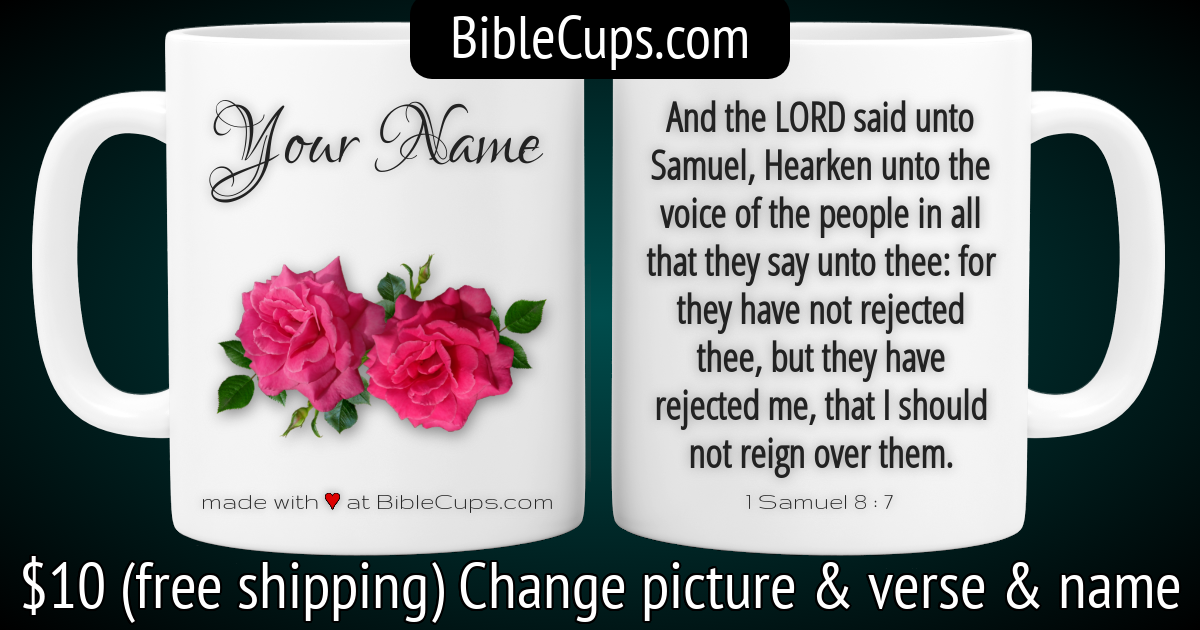 BibleCups.com
Your Name
made with ♥ at BibleCups.com
And the LORD said unto
Samuel, Hearken unto the
voice of the people in all
that they say unto thee: for
they have not rejected
thee, but they have
rejected me, that I should
not reign over them.
1 Samuel 8 : 7
$10 (free shipping) Change picture & verse & name